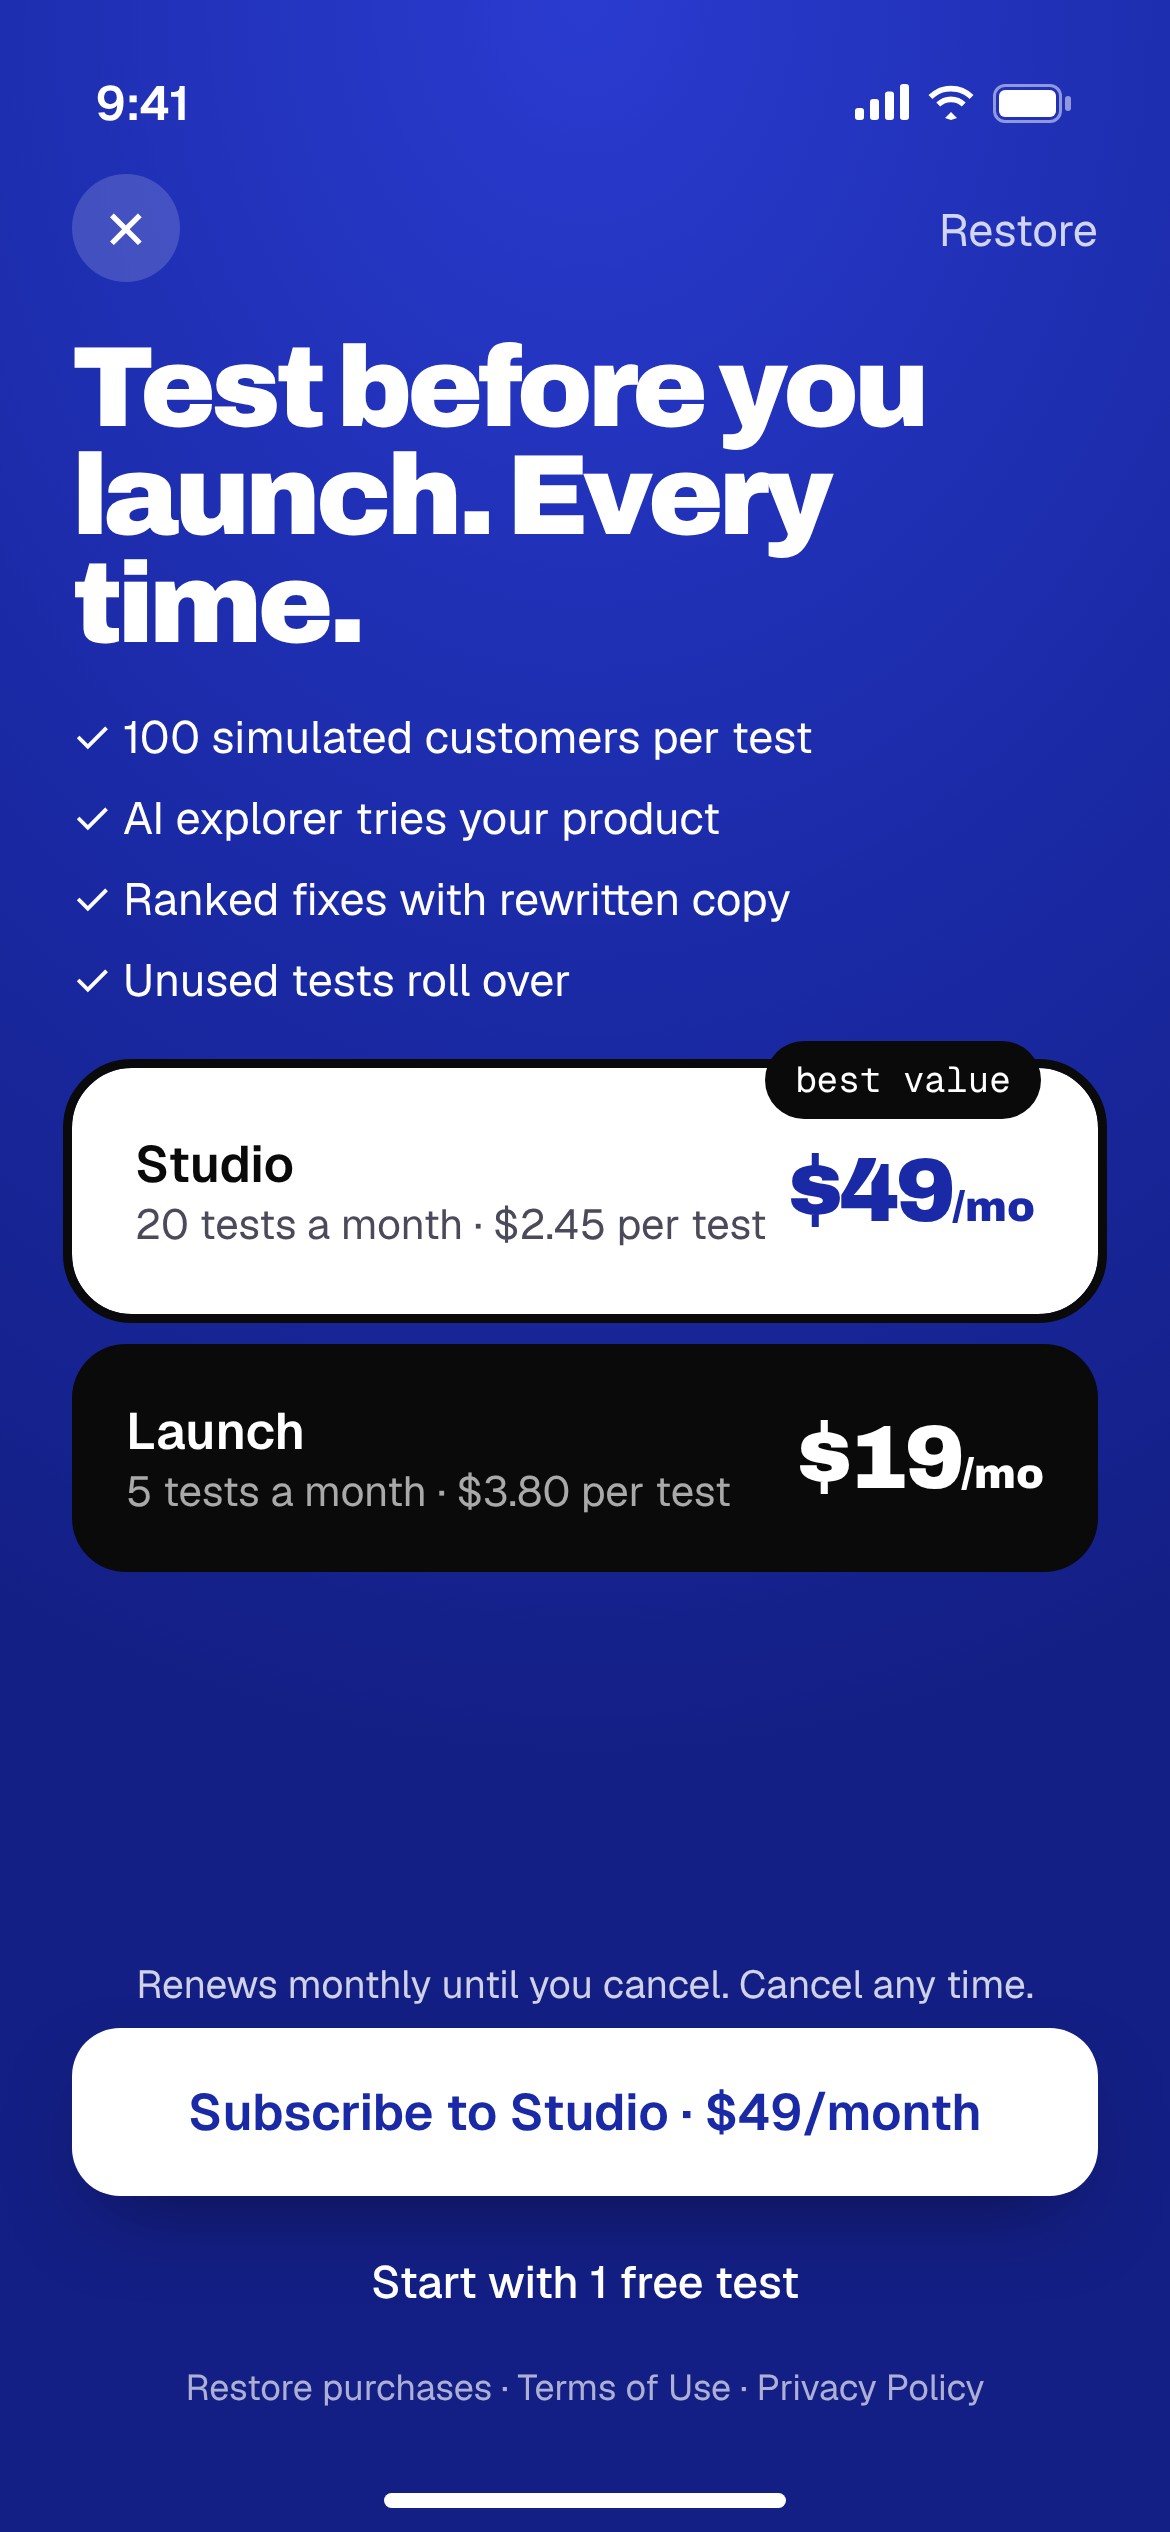 9:41
Restore
Test before you
launch. Every
time.
✓ 100 simulated customers per test
✓ AI explorer tries your product
✓ Ranked fixes with rewritten copy
✓ Unused tests roll over
best value
Studio
20 tests a month · $2.45 per test
$49/mo
Launch
5 tests a month · $3.80 per test
$19/mo
Renews monthly until you cancel. Cancel any time.
Subscribe to Studio · $49/month
Start with 1 free test
Restore purchases · Terms of Use · Privacy Policy